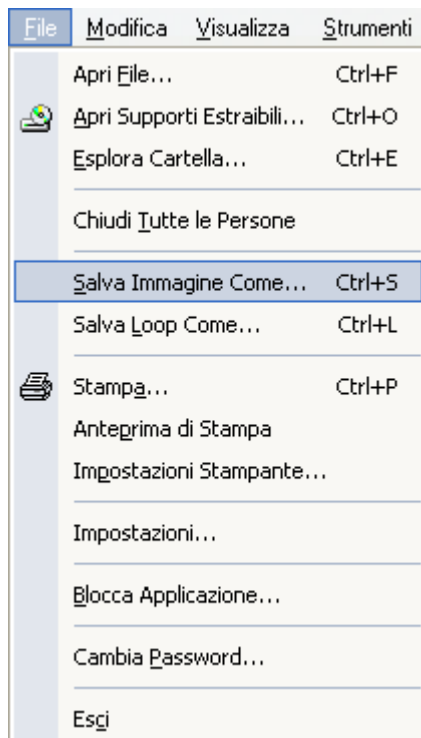 File Modifica Visualizza Strumenti
Apri File... Ctrl+F
Apri Supporti Estraibili... Ctrl+O
Esplora Cartella... Ctrl+E
Chiudi Tutte le Persone
Salva Immagine Come... Ctrl+S
Salva Loop Come... Ctrl+L
Stampa... Ctrl+P
Anteprima di Stampa
Impostazioni Stampante...
Impostazioni...
Blocca Applicazione...
Cambia Password...
Esci